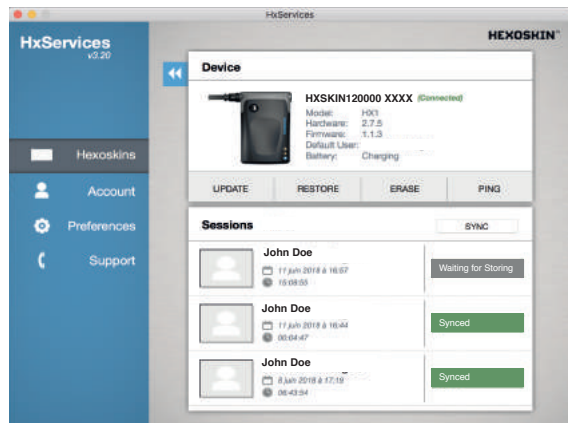 HxServices
HxServices
v3.20
HEXOSKIN™
Device
HXSKIN120000 XXXX (Connected)
Model: HX1
Hardware: 2.7.5
Firmware: 1.1.3
Default User:
Battery: Charging
UPDATE RESTORE ERASE PING
Hexoskins
Account
Preferences
Support
Sessions SYNC
John Doe
11 juin 2018 à 16:57
15:08:55
Waiting for Storing
John Doe
11 juin 2018 à 16:44
00:04:47
Synced
John Doe
8 juin 2018 à 17:19
06:43:54
Synced